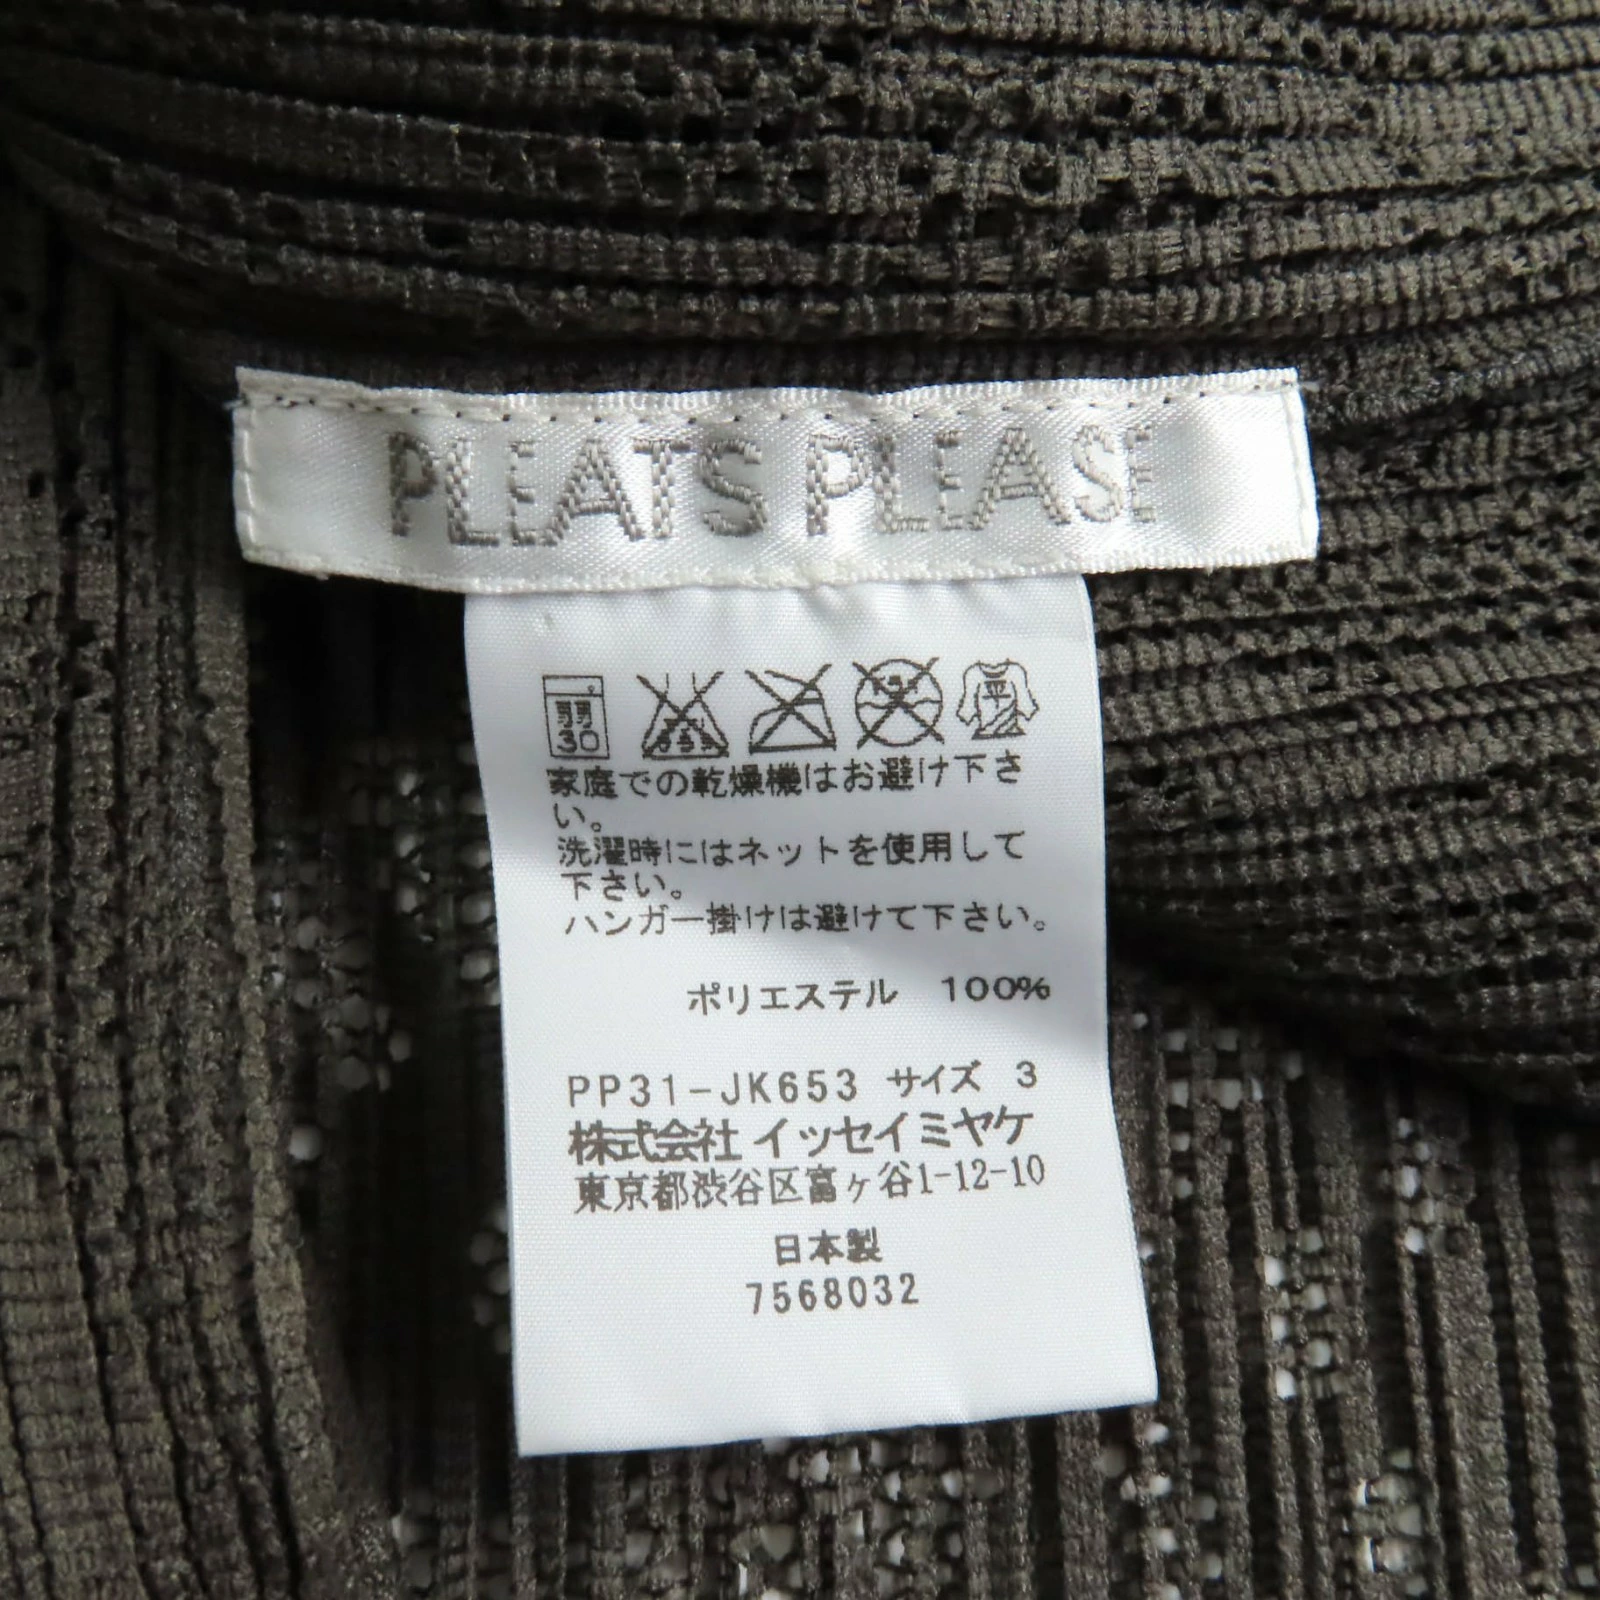 PLEATS PLEASE
弱
30
平
家庭での乾燥機はお避け下さ
い。
洗濯時にはネットを使用して
下さい。
ハンガー掛けは避けて下さい。
ポリエステル 100%
PP31-JK653 サイズ 3
株式会社 イッセイミヤケ
東京都渋谷区富ヶ谷1-12-10
日本製
7568032